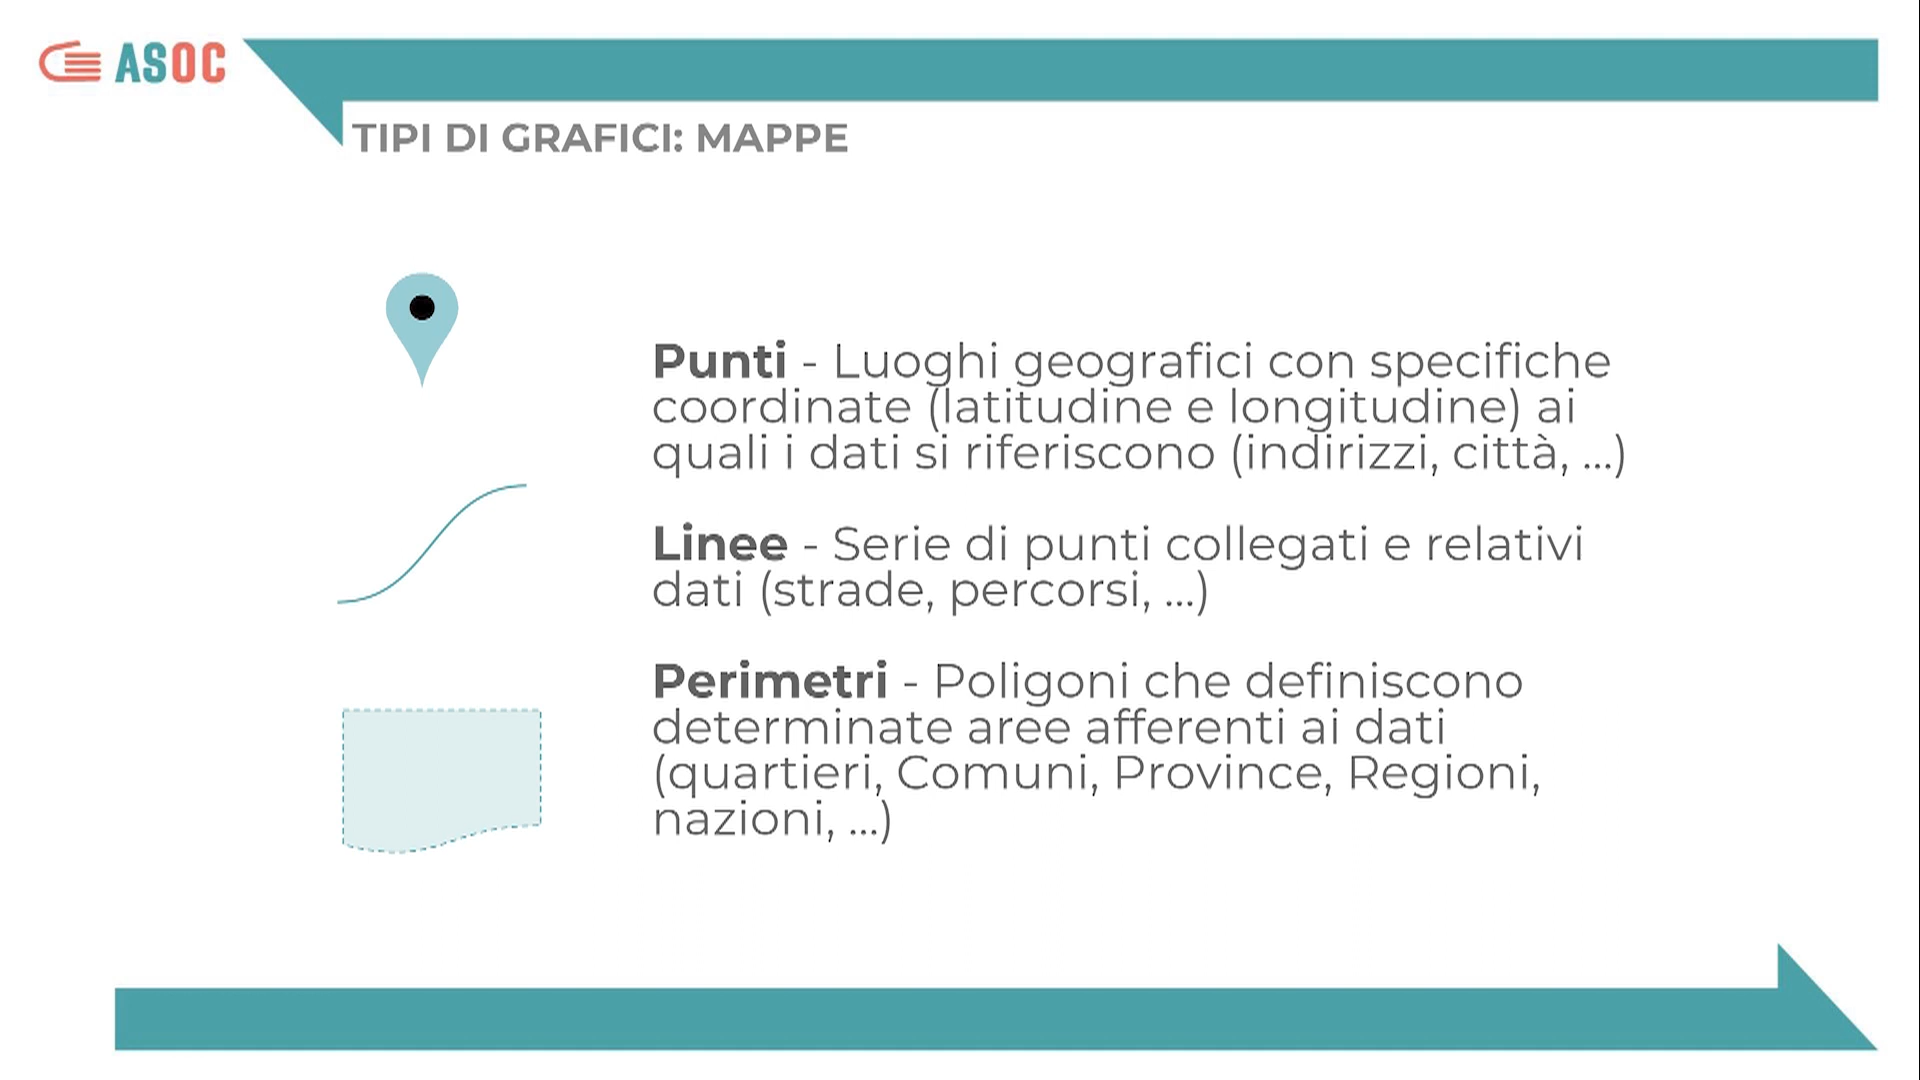 ASOC
TIPI DI GRAFICI: MAPPE
Punti - Luoghi geografici con specifiche
coordinate (latitudine e longitudine) ai
quali i dati si riferiscono (indirizzi, città, ...)
Linee - Serie di punti collegati e relativi
dati (strade, percorsi, ...)
Perimetri - Poligoni che definiscono
determinate aree afferenti ai dati
(quartieri, Comuni, Province, Regioni,
nazioni, ...)